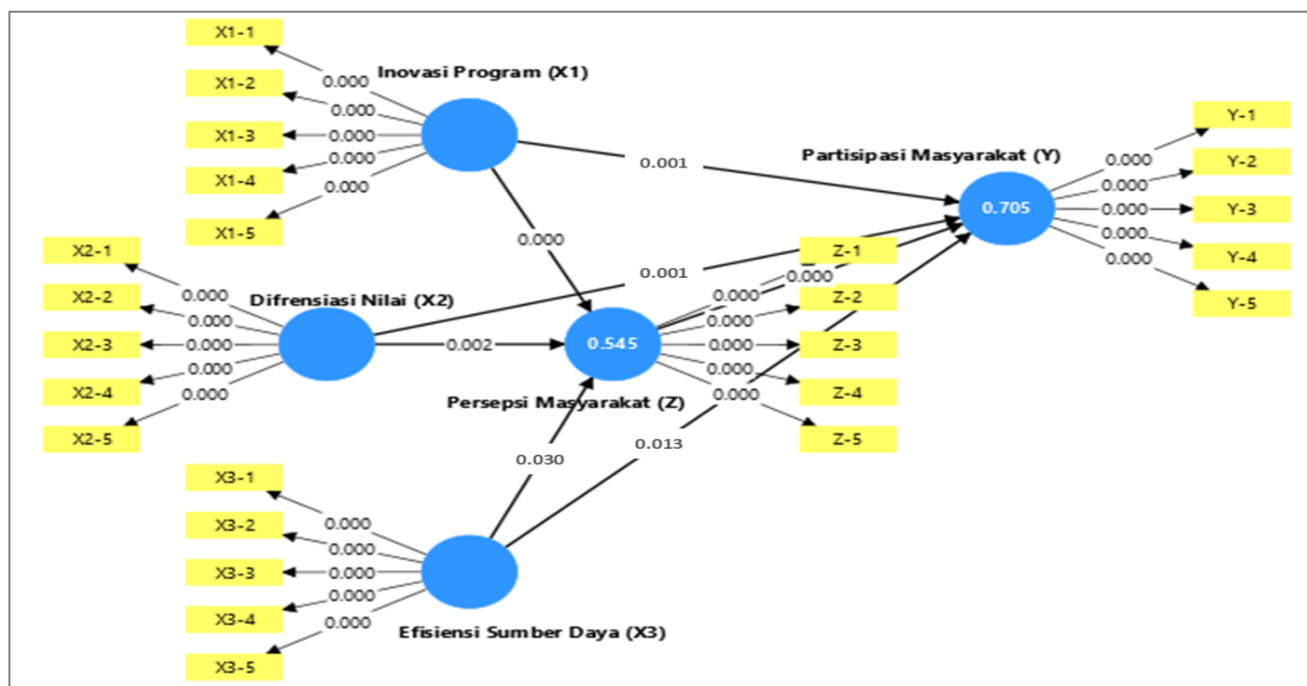 X1-1
X1-2
X1-3
X1-4
X1-5
0.000
0.000
0.000
0.000
0.000
Inovasi Program (X1)
0.001
0.000
X2-1
X2-2
X2-3
X2-4
X2-5
0.000
0.000
0.000
0.000
0.000
Difrensiasi Nilai (X2)
0.001
0.002
X3-1
X3-2
X3-3
X3-4
X3-5
0.000
0.000
0.000
0.000
0.000
Efisiensi Sumber Daya (X3)
0.030
0.013
0.545
Persepsi Masyarakat (Z)
0.000
0.000
0.000
0.000
0.000
0.000
Z-1
Z-2
Z-3
Z-4
Z-5
Partisipasi Masyarakat (Y)
0.705
0.000
0.000
0.000
0.000
0.000
Y-1
Y-2
Y-3
Y-4
Y-5